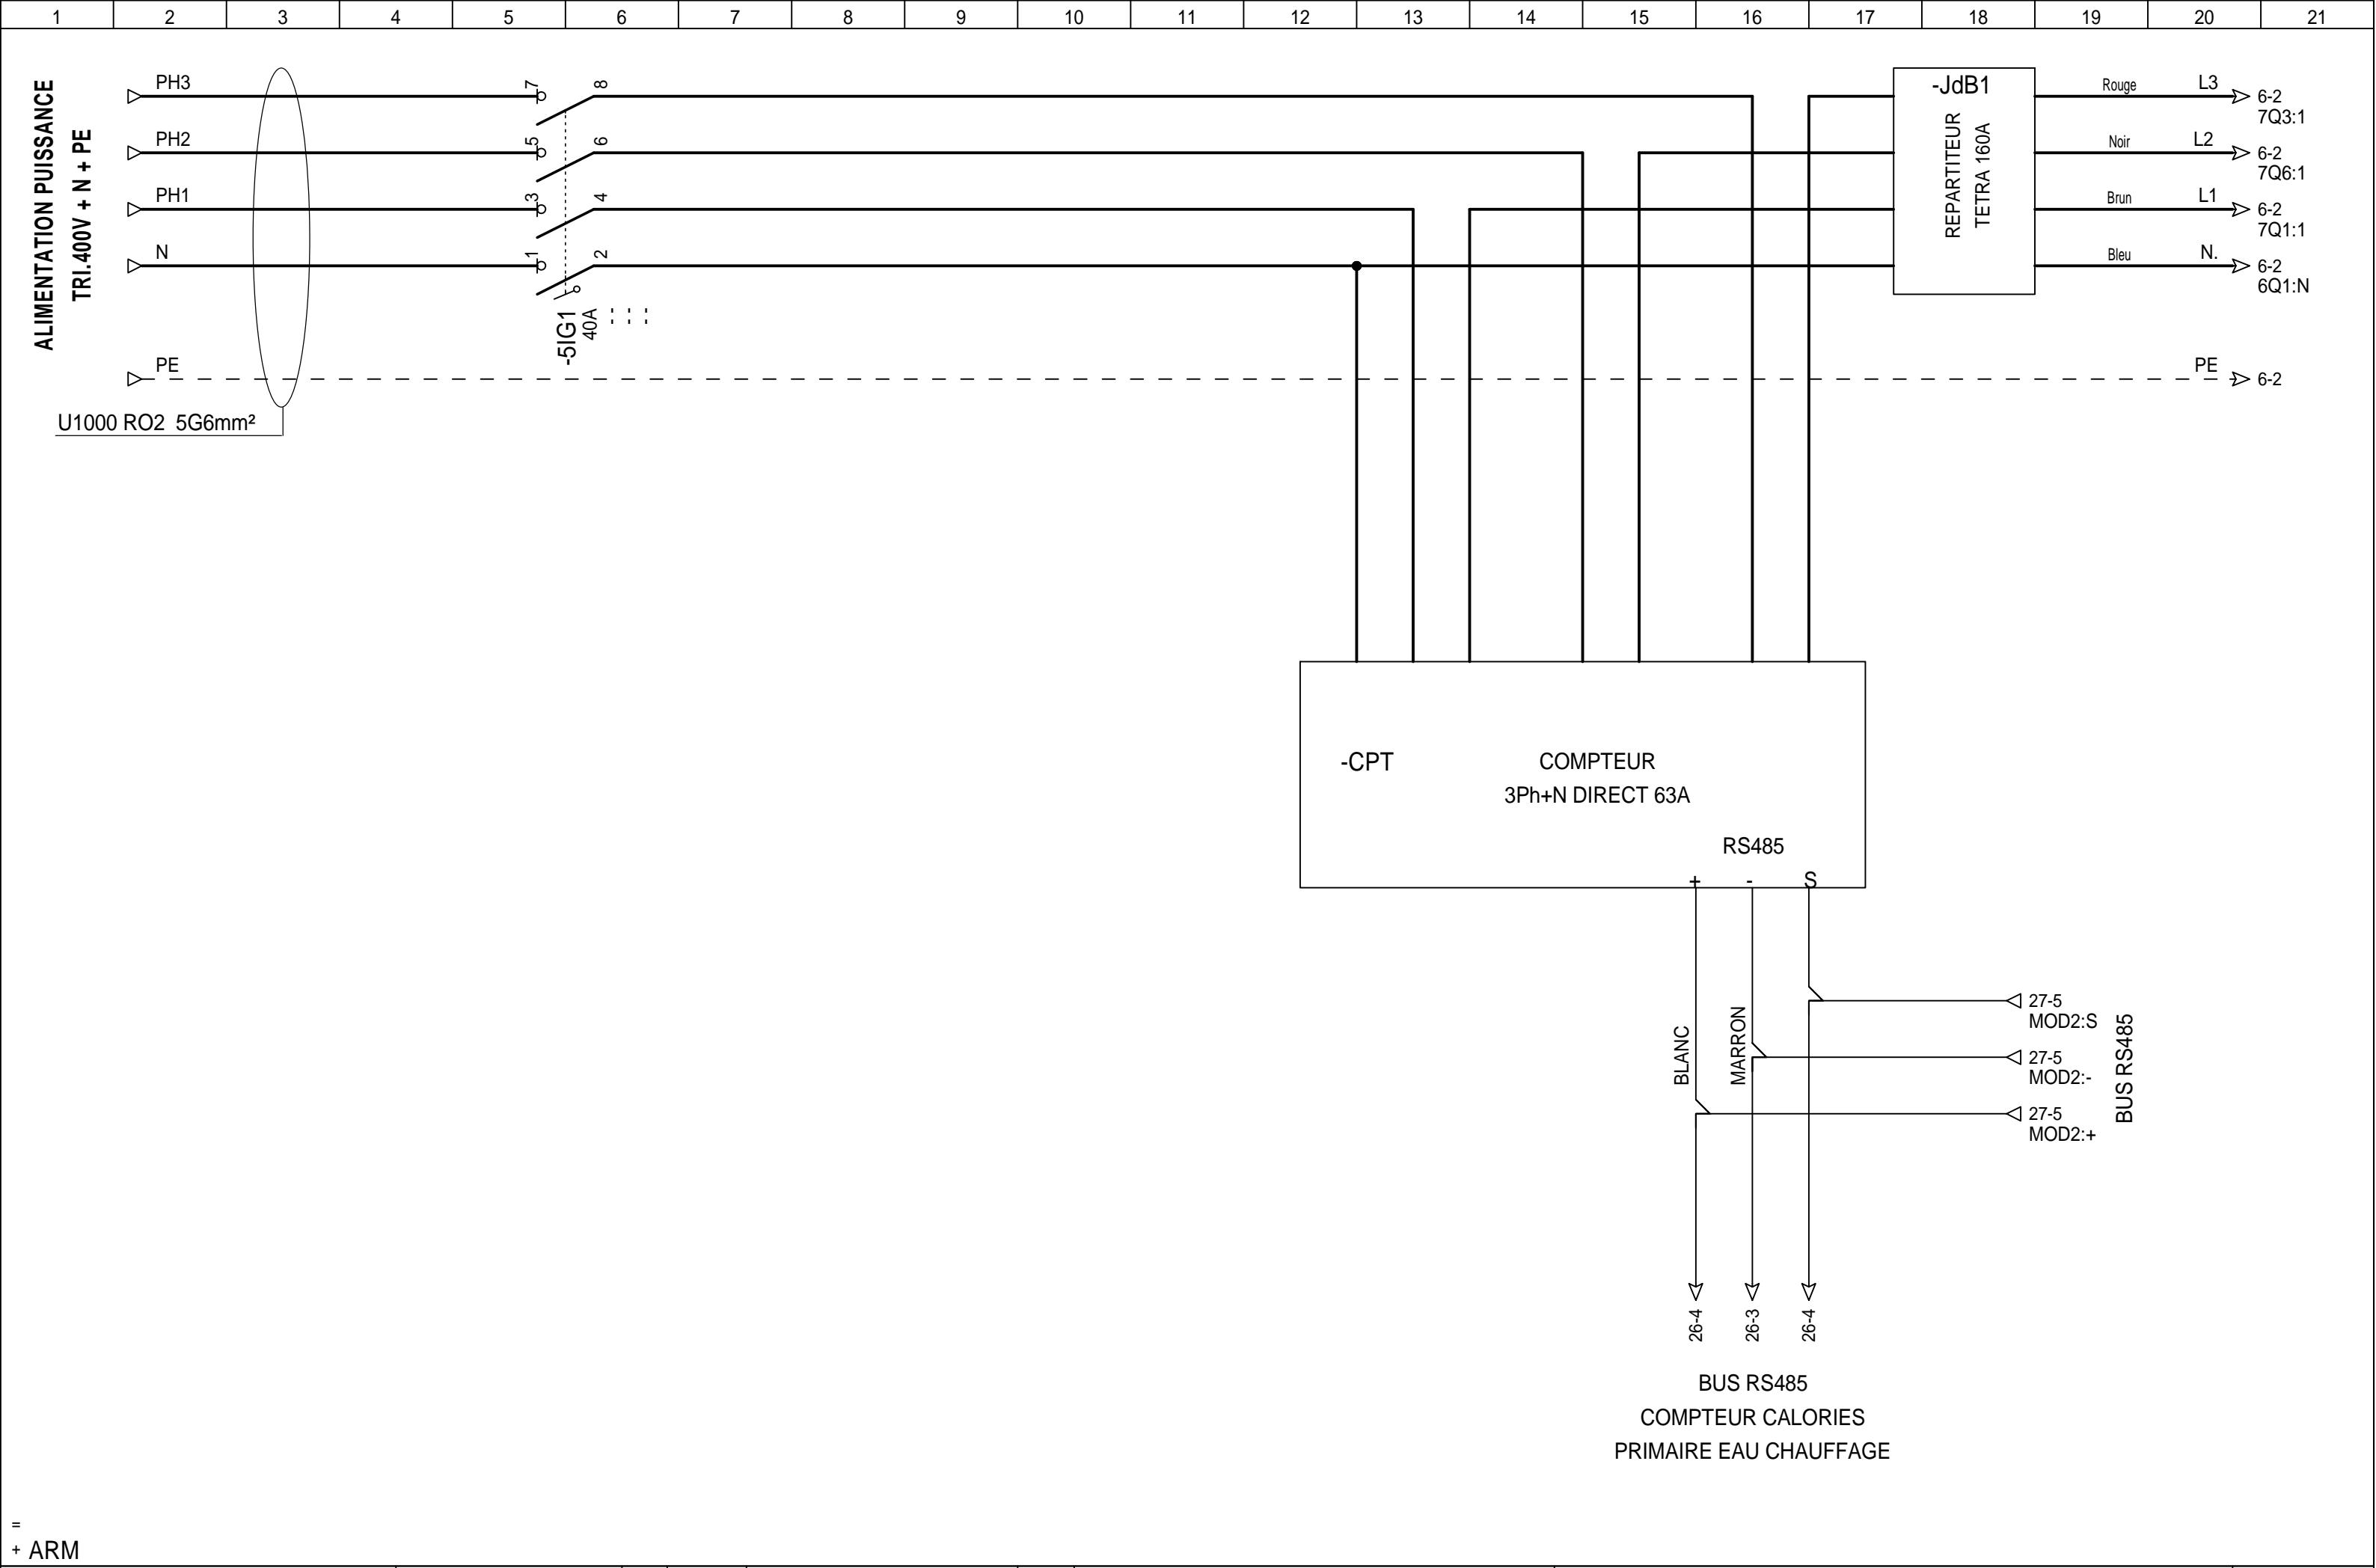 1 2 3 4 5 6 7 8 9 10 11 12 13 14 15 16 17 18 19 20 21
ALIMENTATION PUISSANCE
TRI.400V + N + PE
PH3
PH2
PH1
N
PE
U1000 RO2 5G6mm²
7
8
5
6
3
4
1
2
-5IG1
40A
-JdB1
REPARTITEUR
TETRA 160A
Rouge L3
6-2
7Q3:1
Noir L2
6-2
7Q6:1
Brun L1
6-2
7Q1:1
Bleu N.
6-2
6Q1:N
PE
6-2
-CPT
COMPTEUR
3Ph+N DIRECT 63A
RS485
+ - S
BLANC
MARRON
27-5
MOD2:S
27-5
MOD2:-
27-5
MOD2:+
BUS RS485
26-4
26-3
26-4
BUS RS485
COMPTEUR CALORIES
PRIMAIRE EAU CHAUFFAGE
=
+ ARM